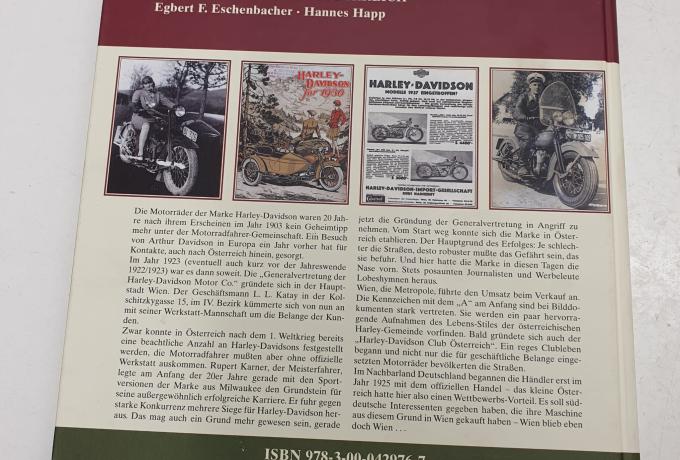 Egbert F. Eschenbacher · Hannes Happ
HARLEY-
DAVIDSON
for 1930
HARLEY-DAVIDSON
MODELLE 1937 EINGETROFFEN!
HARLEY-DAVIDSON-IMPORT-GESELLSCHAFT
Die Motorräder der Marke Harley-Davidson waren 20 Jah-
re nach ihrem Erscheinen im Jahr 1903 kein Geheimtipp
mehr unter der Motorradfahrer-Gemeinschaft. Ein Besuch
von Arthur Davidson in Europa ein Jahr vorher hat für
Kontakte, auch nach Österreich hinein, gesorgt.
Im Jahr 1923 (eventuell auch kurz vor der Jahreswende
1922/1923) war es dann soweit. Die „Generalvertretung der
Harley-Davidson Motor Co." gründete sich in der Haupt-
stadt Wien. Der Geschäftsmann L. L. Katay in der Kol-
schitzkygasse 15, im IV. Bezirk kümmerte sich von nun an
mit seiner Werkstatt-Mannschaft um die Belange der Kun-
den.
Zwar konnte in Österreich nach dem 1. Weltkrieg bereits
eine beachtliche Anzahl an Harley-Davidsons festgestellt
werden, die Motorradfahrer mußten aber ohne offizielle
Werkstatt auskommen. Rupert Karner, der Meisterfahrer,
legte am Anfang der 20er Jahre gerade mit den Sport-
versionen der Marke aus Milwaukee den Grundstein für
seine außergewöhnlich erfolgreiche Karriere. Er fuhr gegen
starke Konkurrenz mehrere Siege für Harley-Davidson her-
aus. Das mag auch ein Grund mehr gewesen sein, gerade
jetzt die Gründung der Generalvertretung in Angriff zu
nehmen. Vom Start weg konnte sich die Marke in Öster-
reich etablieren. Der Hauptgrund des Erfolges: Je schlech-
ter die Straßen, desto robuster mußte das Gefährt sein, das
sie befuhr. Und hier hatte die Marke in diesen Tagen die
Nase vorn. Stets posaunten Journalisten und Werbeleute
Lobeshymnen heraus.
Wien, die Metropole, führte den Umsatz beim Verkauf an.
Die Kennzeichen mit dem „A" am Anfang sind bei Bilddo-
kumenten stark vertreten. Sie werden ein paar hervorra-
gende Aufnahmen des Lebens-Stiles der österreichischen
Harley-Gemeinde vorfinden. Bald gründete sich auch der
„Harley-Davidson Club Österreich". Ein reges Clubleben
begann und nicht nur die für geschäftliche Belange einge-
setzten Motorräder bevölkerten die Straßen.
Im Nachbarland Deutschland begannen die Händler erst im
Jahr 1925 mit dem offiziellen Handel – das kleine Öster-
reich hatte hier also einen Wettbewerbs-Vorteil. Es soll süd-
deutsche Interessenten gegeben haben, die ihre Maschine
aus diesem Grund in Wien gekauft haben – Wien blieb eben
doch Wien . . .
ISBN 978-3-00-042976-7